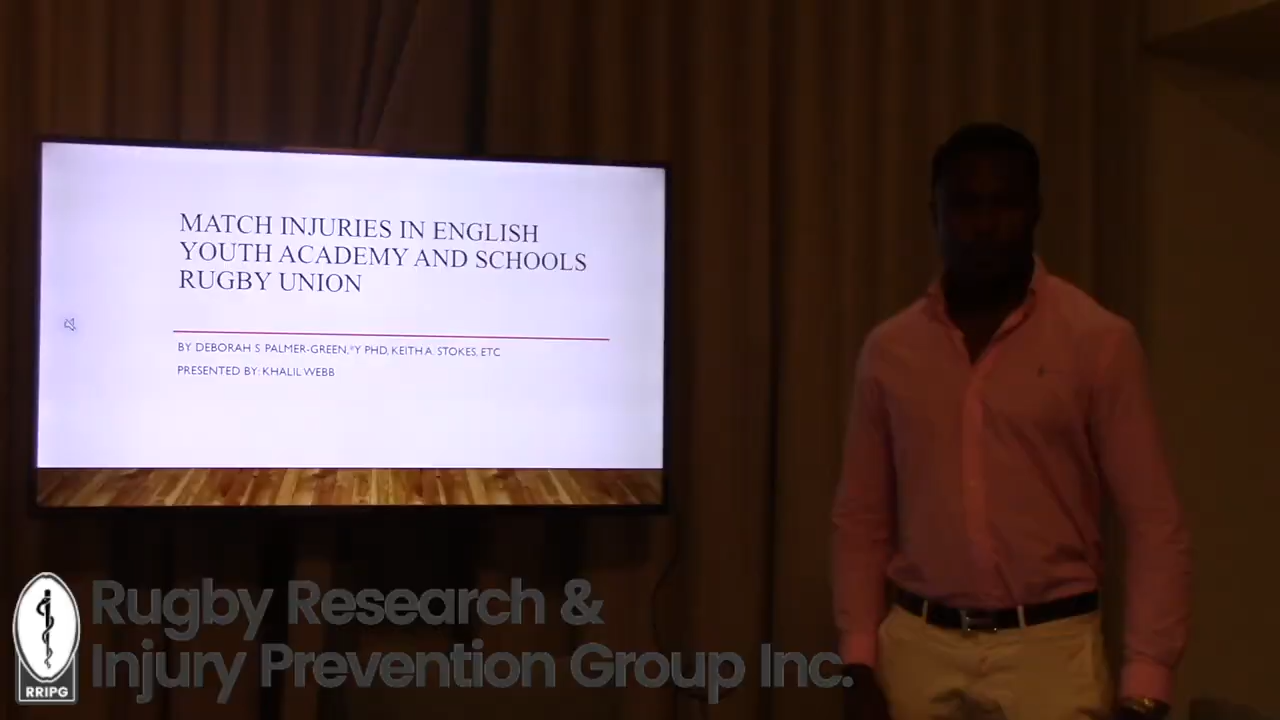 MATCH INJURIES IN ENGLISH
YOUTH ACADEMY AND SCHOOLS
RUGBY UNION
BY DEBORAH S PALMER-GREEN,*Y PHD, KEITH A. STOKES, ETC
PRESENTED BY: KHALIL WEBB
Rugby Research &
Injury Prevention Group Inc.
RRIPG